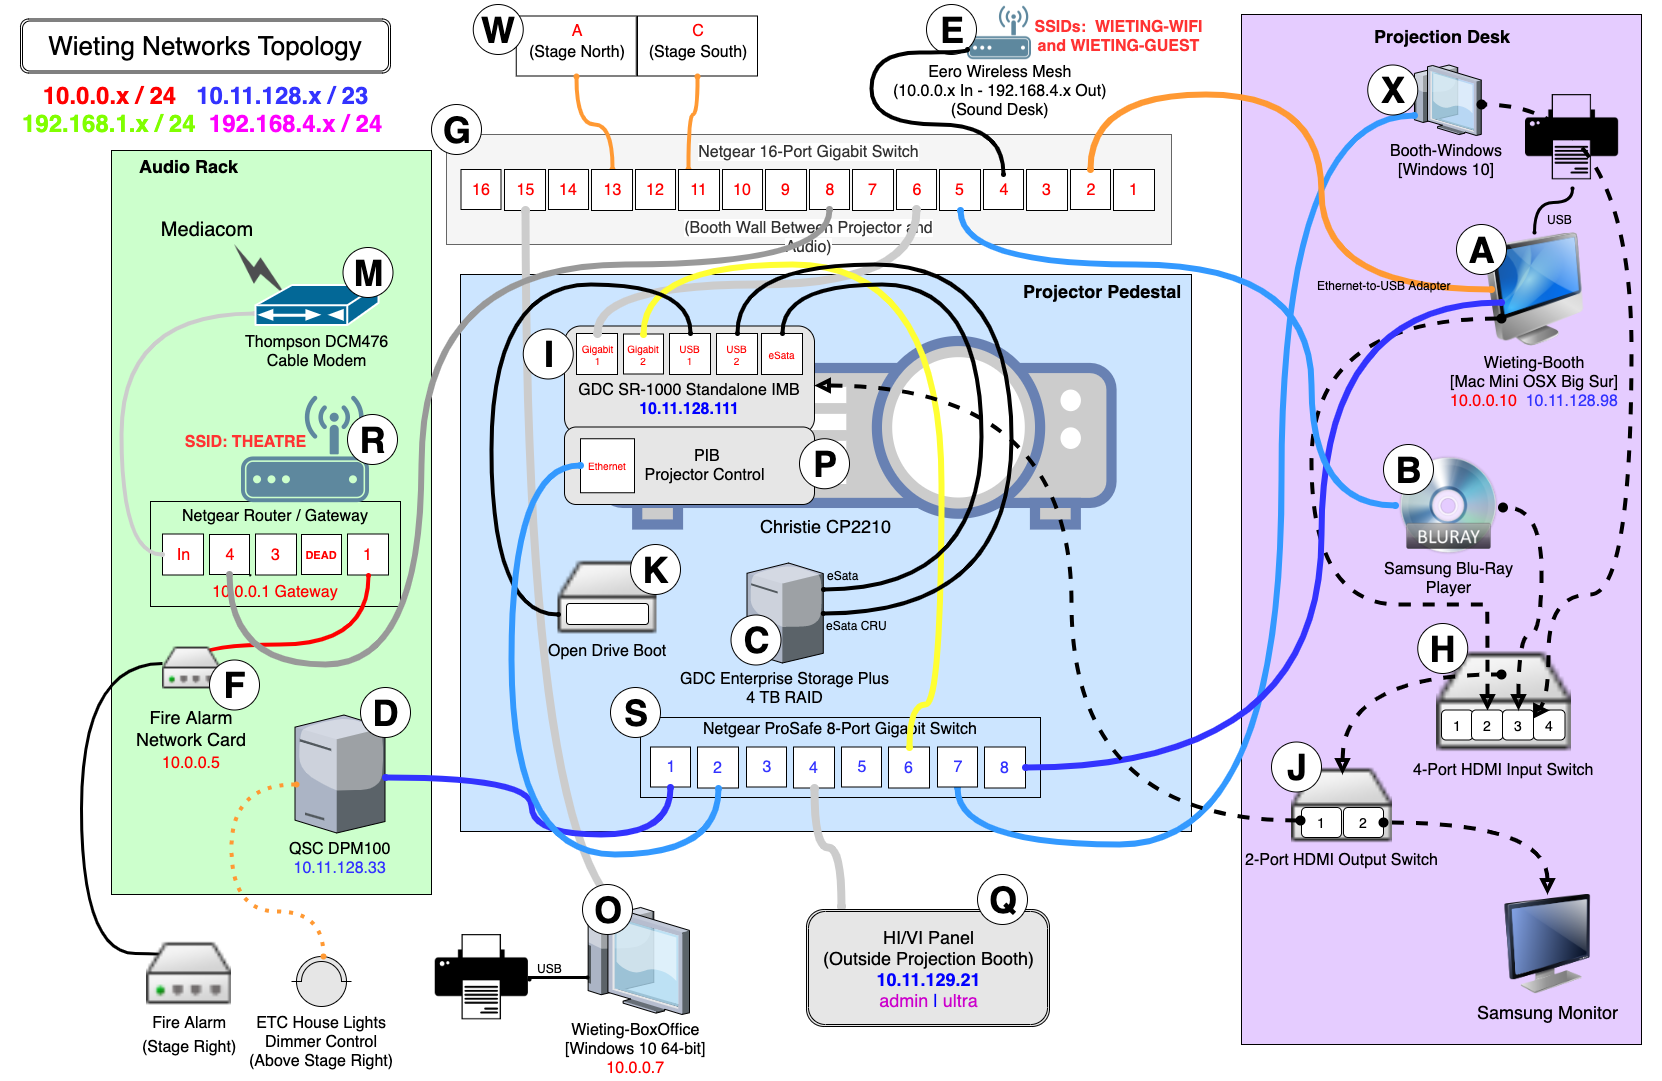 Wieting Networks Topology
10.0.0.x / 24 10.11.128.x / 23
192.168.1.x / 24 192.168.4.x / 24
W
A
(Stage North)
C
(Stage South)
E
SSIDs: WIETING-WIFI
and WIETING-GUEST
Eero Wireless Mesh
(10.0.0.x In - 192.168.4.x Out)
(Sound Desk)
G
Netgear 16-Port Gigabit Switch
16 15 14 13 12 11 10 9 8 7 6 5 4 3 2 1
(Booth Wall Between Projector and
Audio)
Audio Rack
Mediacom
M
Thompson DCM476
Cable Modem
SSID: THEATRE
R
Netgear Router / Gateway
In 4 3 DEAD 1
10.0.0.1 Gateway
F
Fire Alarm
Network Card
10.0.0.5
D
QSC DPM100
10.11.128.33
Fire Alarm
(Stage Right)
ETC House Lights
Dimmer Control
(Above Stage Right)
Projector Pedestal
I
Gigabit
1
Gigabit
2
USB
1
USB
2
eSata
GDC SR-1000 Standalone IMB
10.11.128.111
Ethernet
PIB
Projector Control
P
Christie CP2210
K
Open Drive Boot
eSata
eSata CRU
C
GDC Enterprise Storage Plus
4 TB RAID
S
Netgear ProSafe 8-Port Gigabit Switch
1 2 3 4 5 6 7 8
O
USB
Wieting-BoxOffice
[Windows 10 64-bit]
10.0.0.7
Q
HI/VI Panel
(Outside Projection Booth)
10.11.129.21
admin | ultra
Projection Desk
X
Booth-Windows
[Windows 10]
USB
A
Ethernet-to-USB Adapter
Wieting-Booth
[Mac Mini OSX Big Sur]
10.0.0.10 10.11.128.98
B
BLURAY
Samsung Blu-Ray
Player
H
1 2 3 4
4-Port HDMI Input Switch
J
1 2
2-Port HDMI Output Switch
Samsung Monitor